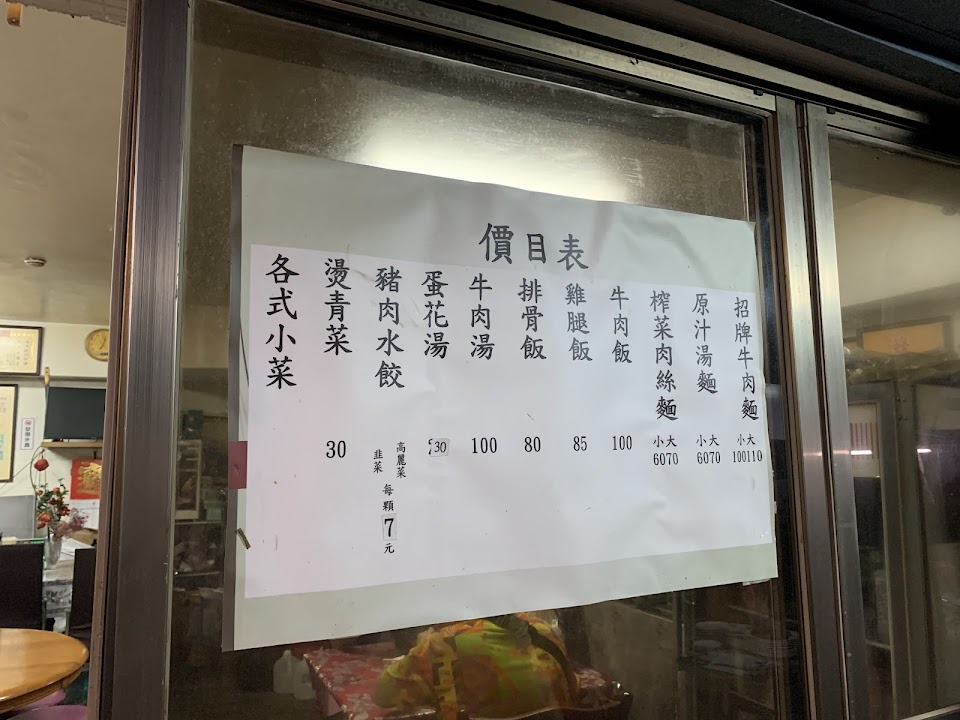 價目表
招牌牛肉麵
小大
100110
原汁湯麵
小大
6070
榨菜肉絲麵
小大
6070
牛肉飯
100
雞腿飯
85
排骨飯
80
牛肉湯
100
蛋花湯
30
豬肉水餃
高麗菜
韭菜
每顆7元
燙青菜
30
各式小菜